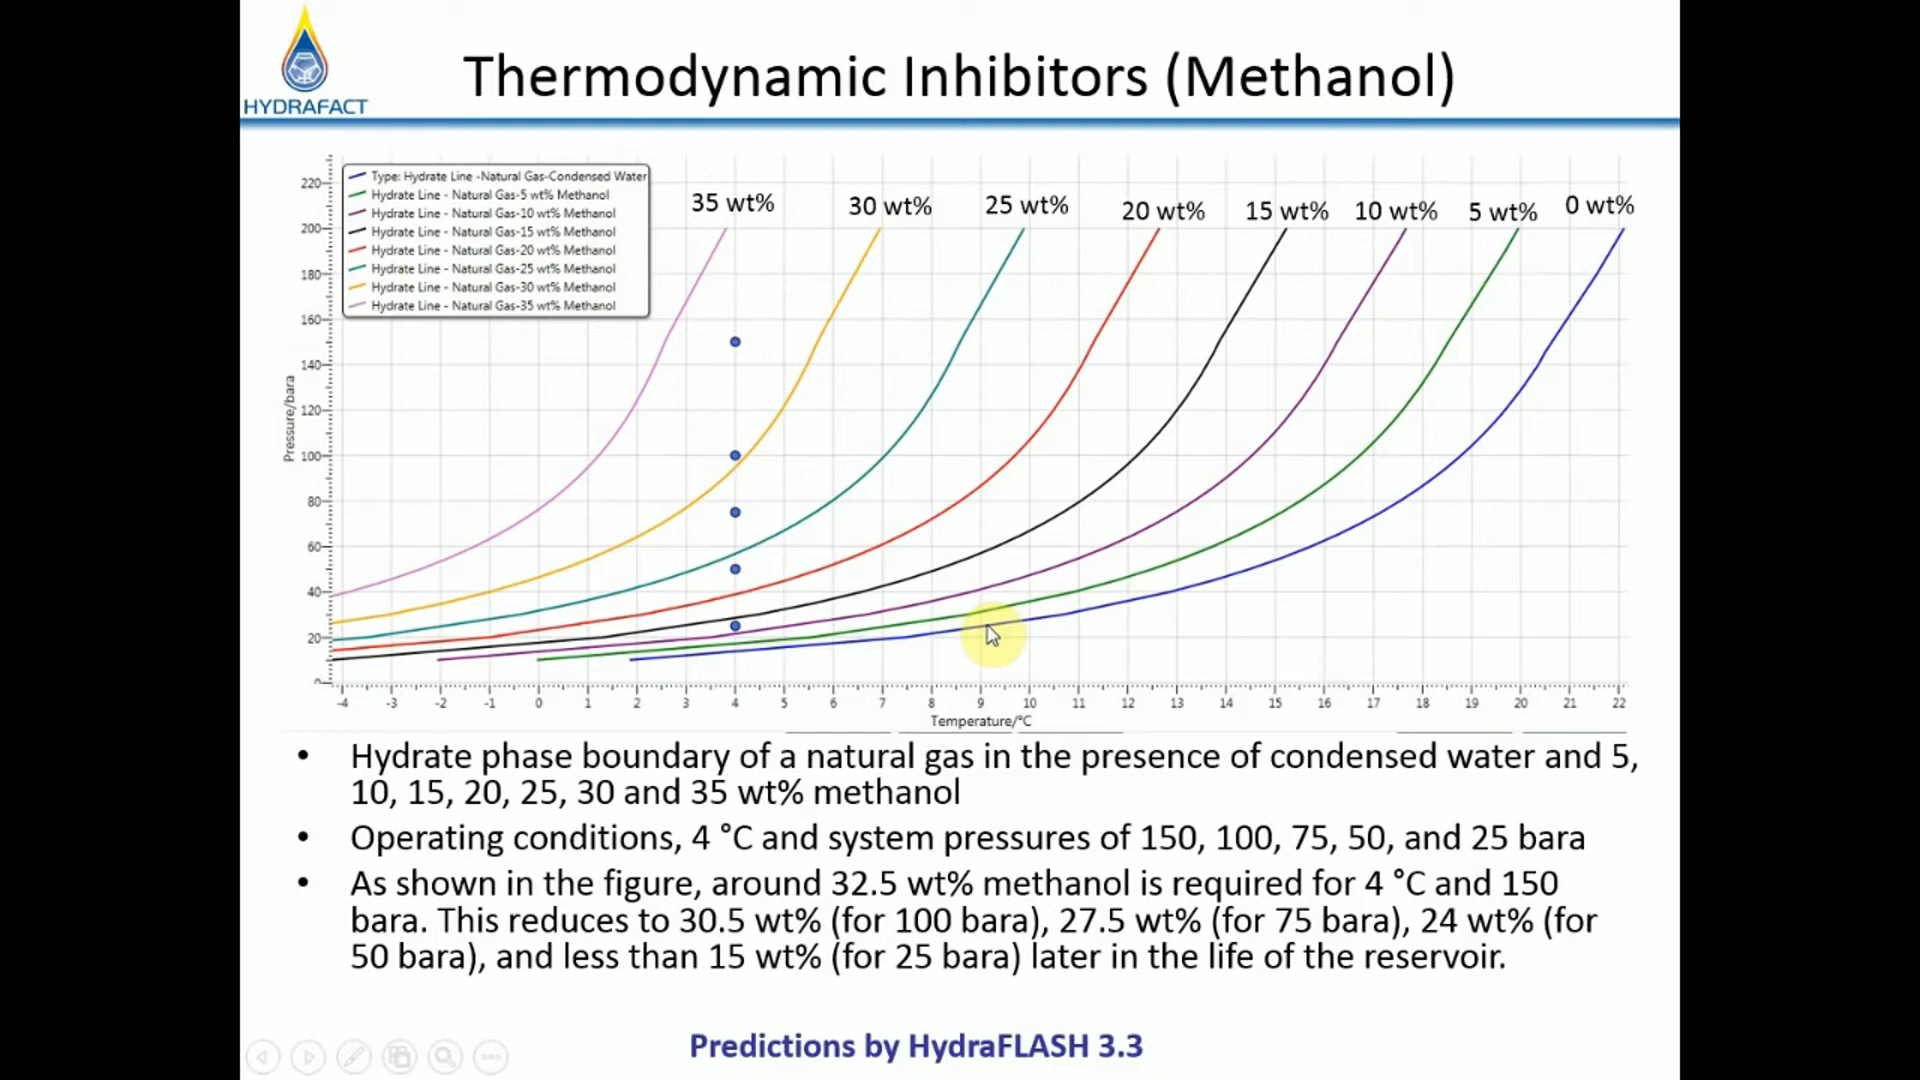 HYDRAFACT
Thermodynamic Inhibitors (Methanol)
Type: Hydrate Line -Natural Gas-Condensed Water
Hydrate Line - Natural Gas-5 wt% Methanol
Hydrate Line - Natural Gas-10 wt% Methanol
Hydrate Line - Natural Gas-15 wt% Methanol
Hydrate Line - Natural Gas-20 wt% Methanol
Hydrate Line - Natural Gas-25 wt% Methanol
Hydrate Line - Natural Gas-30 wt% Methanol
Hydrate Line - Natural Gas-35 wt% Methanol
35 wt% 30 wt% 25 wt% 20 wt% 15 wt% 10 wt% 5 wt% 0 wt%
Pressure/bara
220
200
180
160
140
120
100
80
60
40
20
0
-4 -3 -2 -1 0 1 2 3 4 5 6 7 8 9 10 11 12 13 14 15 16 17 18 19 20 21 22
Temperature/°C
• Hydrate phase boundary of a natural gas in the presence of condensed water and 5,
10, 15, 20, 25, 30 and 35 wt% methanol
• Operating conditions, 4 °C and system pressures of 150, 100, 75, 50, and 25 bara
• As shown in the figure, around 32.5 wt% methanol is required for 4 °C and 150
bara. This reduces to 30.5 wt% (for 100 bara), 27.5 wt% (for 75 bara), 24 wt% (for
50 bara), and less than 15 wt% (for 25 bara) later in the life of the reservoir.
Predictions by HydraFLASH 3.3